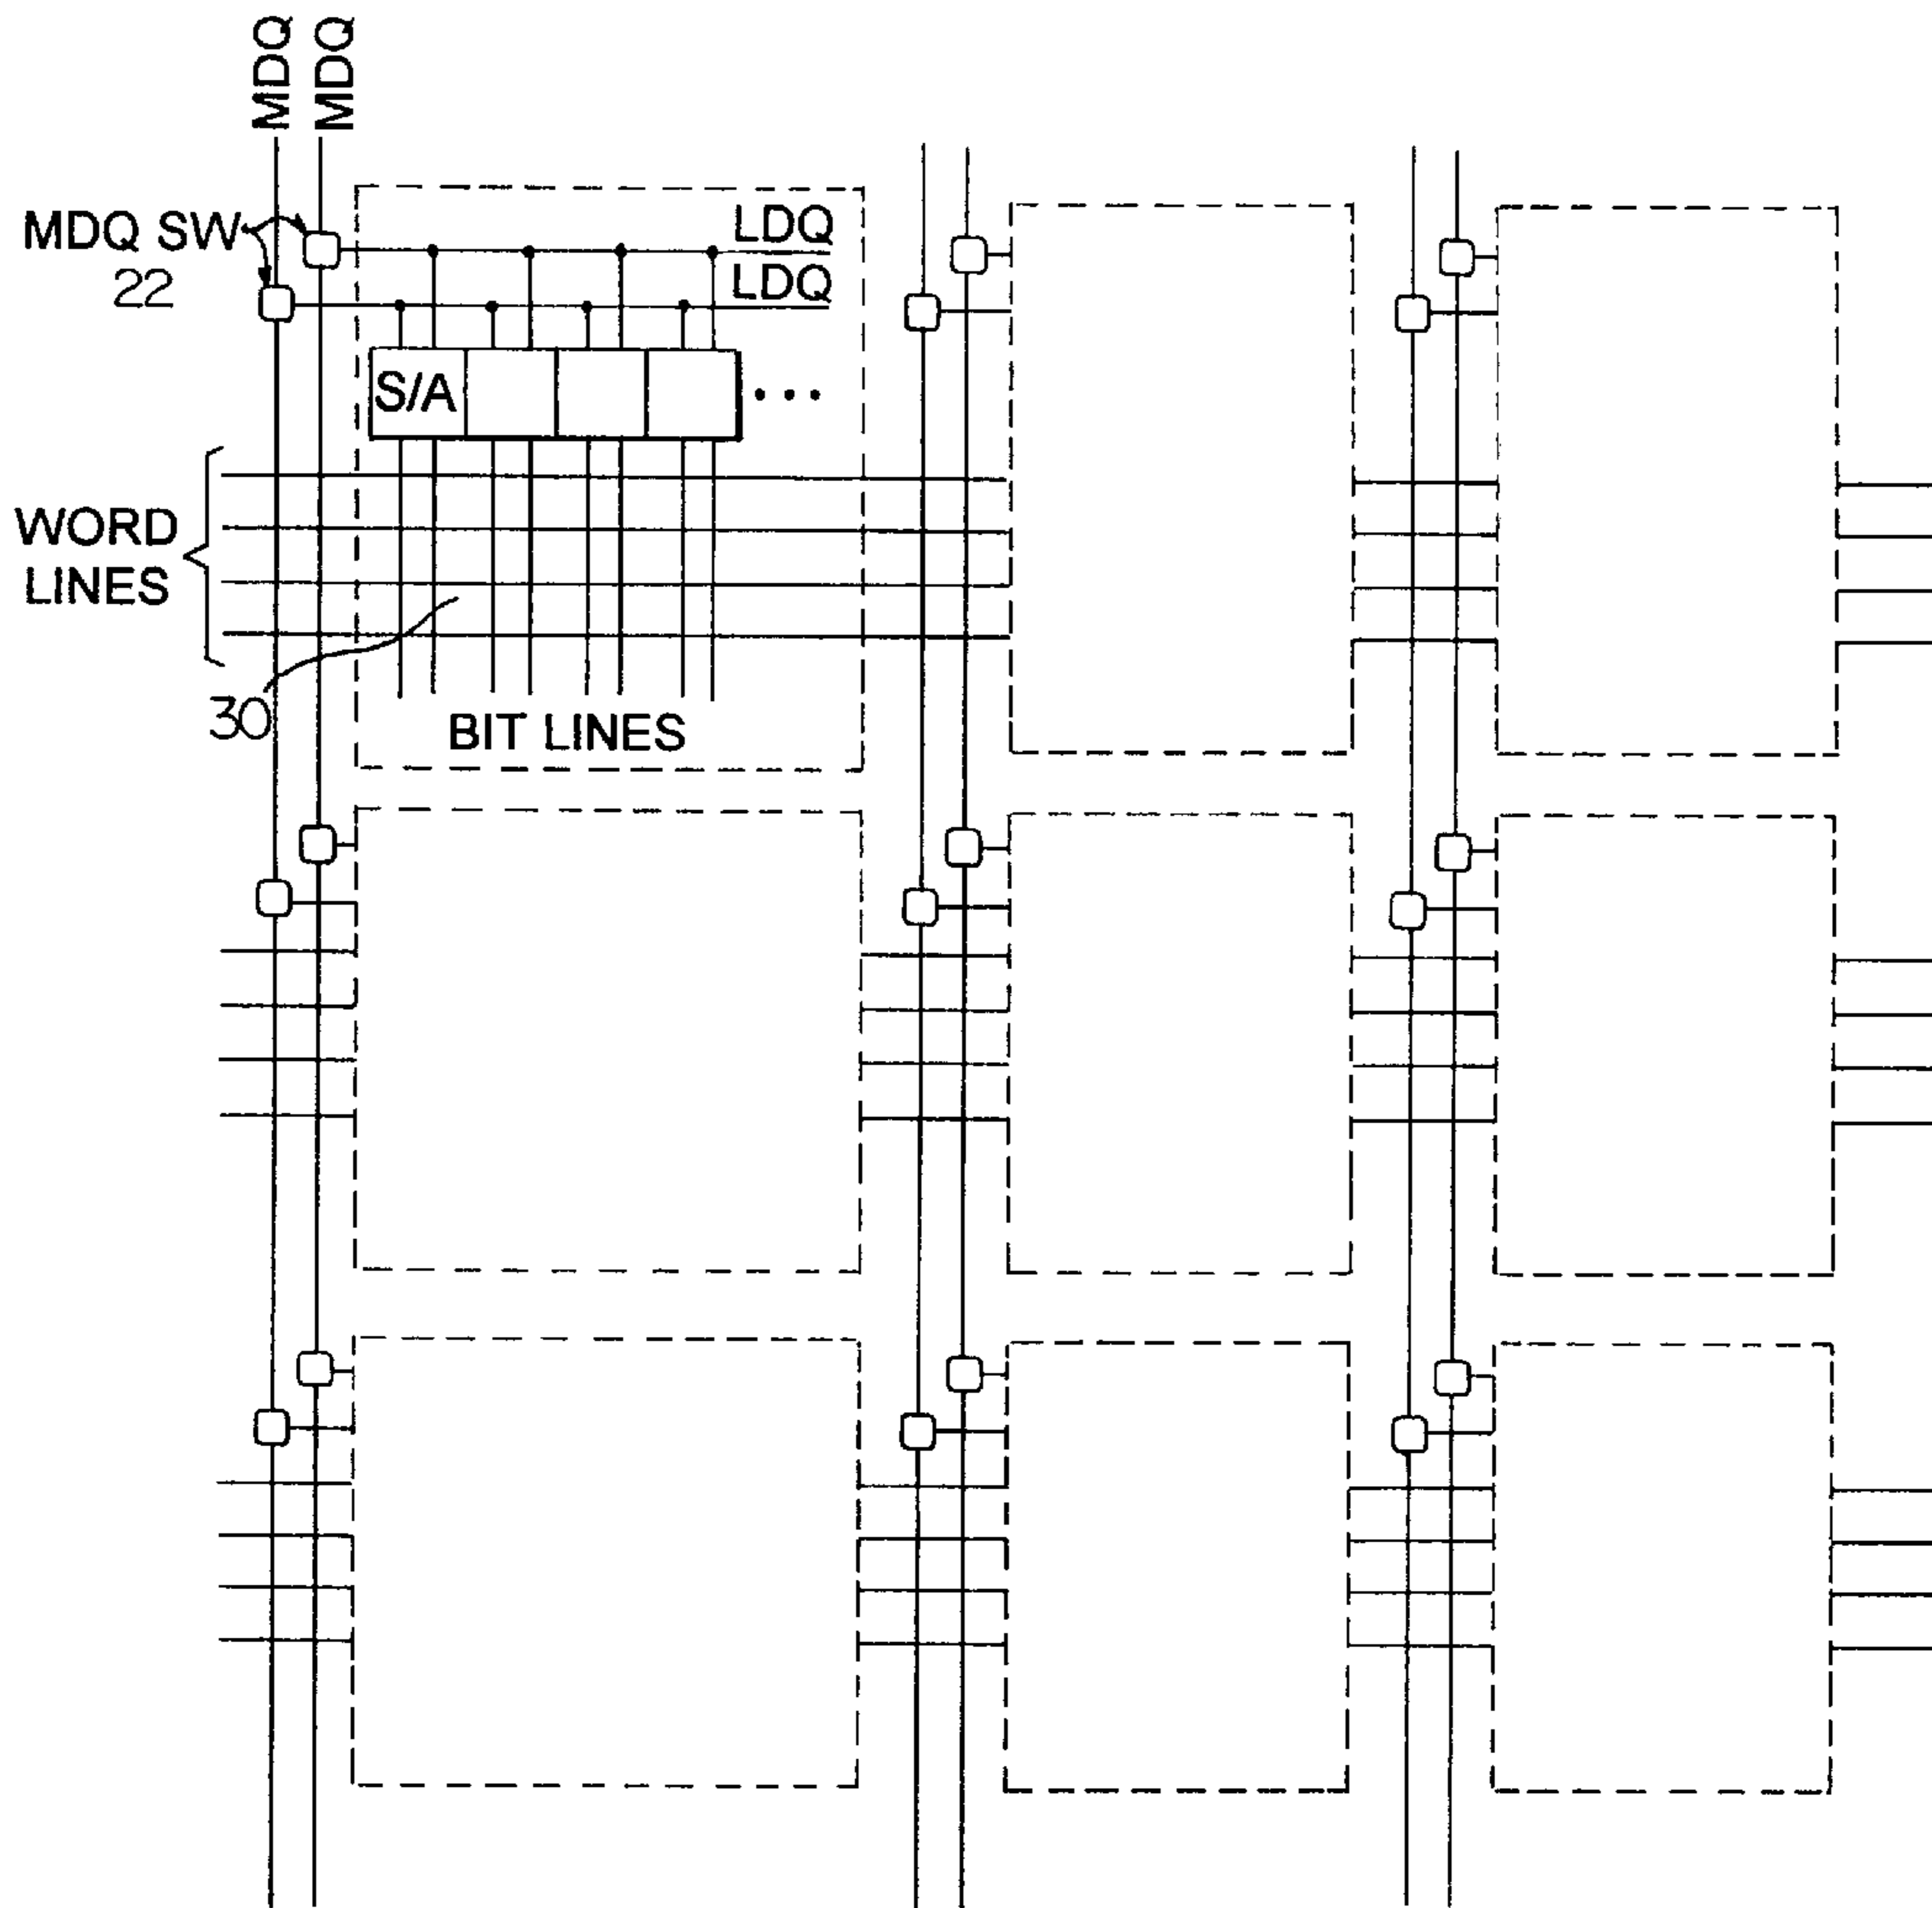 MDQ
MDQ
MDQ SW
22
LDQ
LDQ
S/A
WORD
LINES
30
BIT LINES